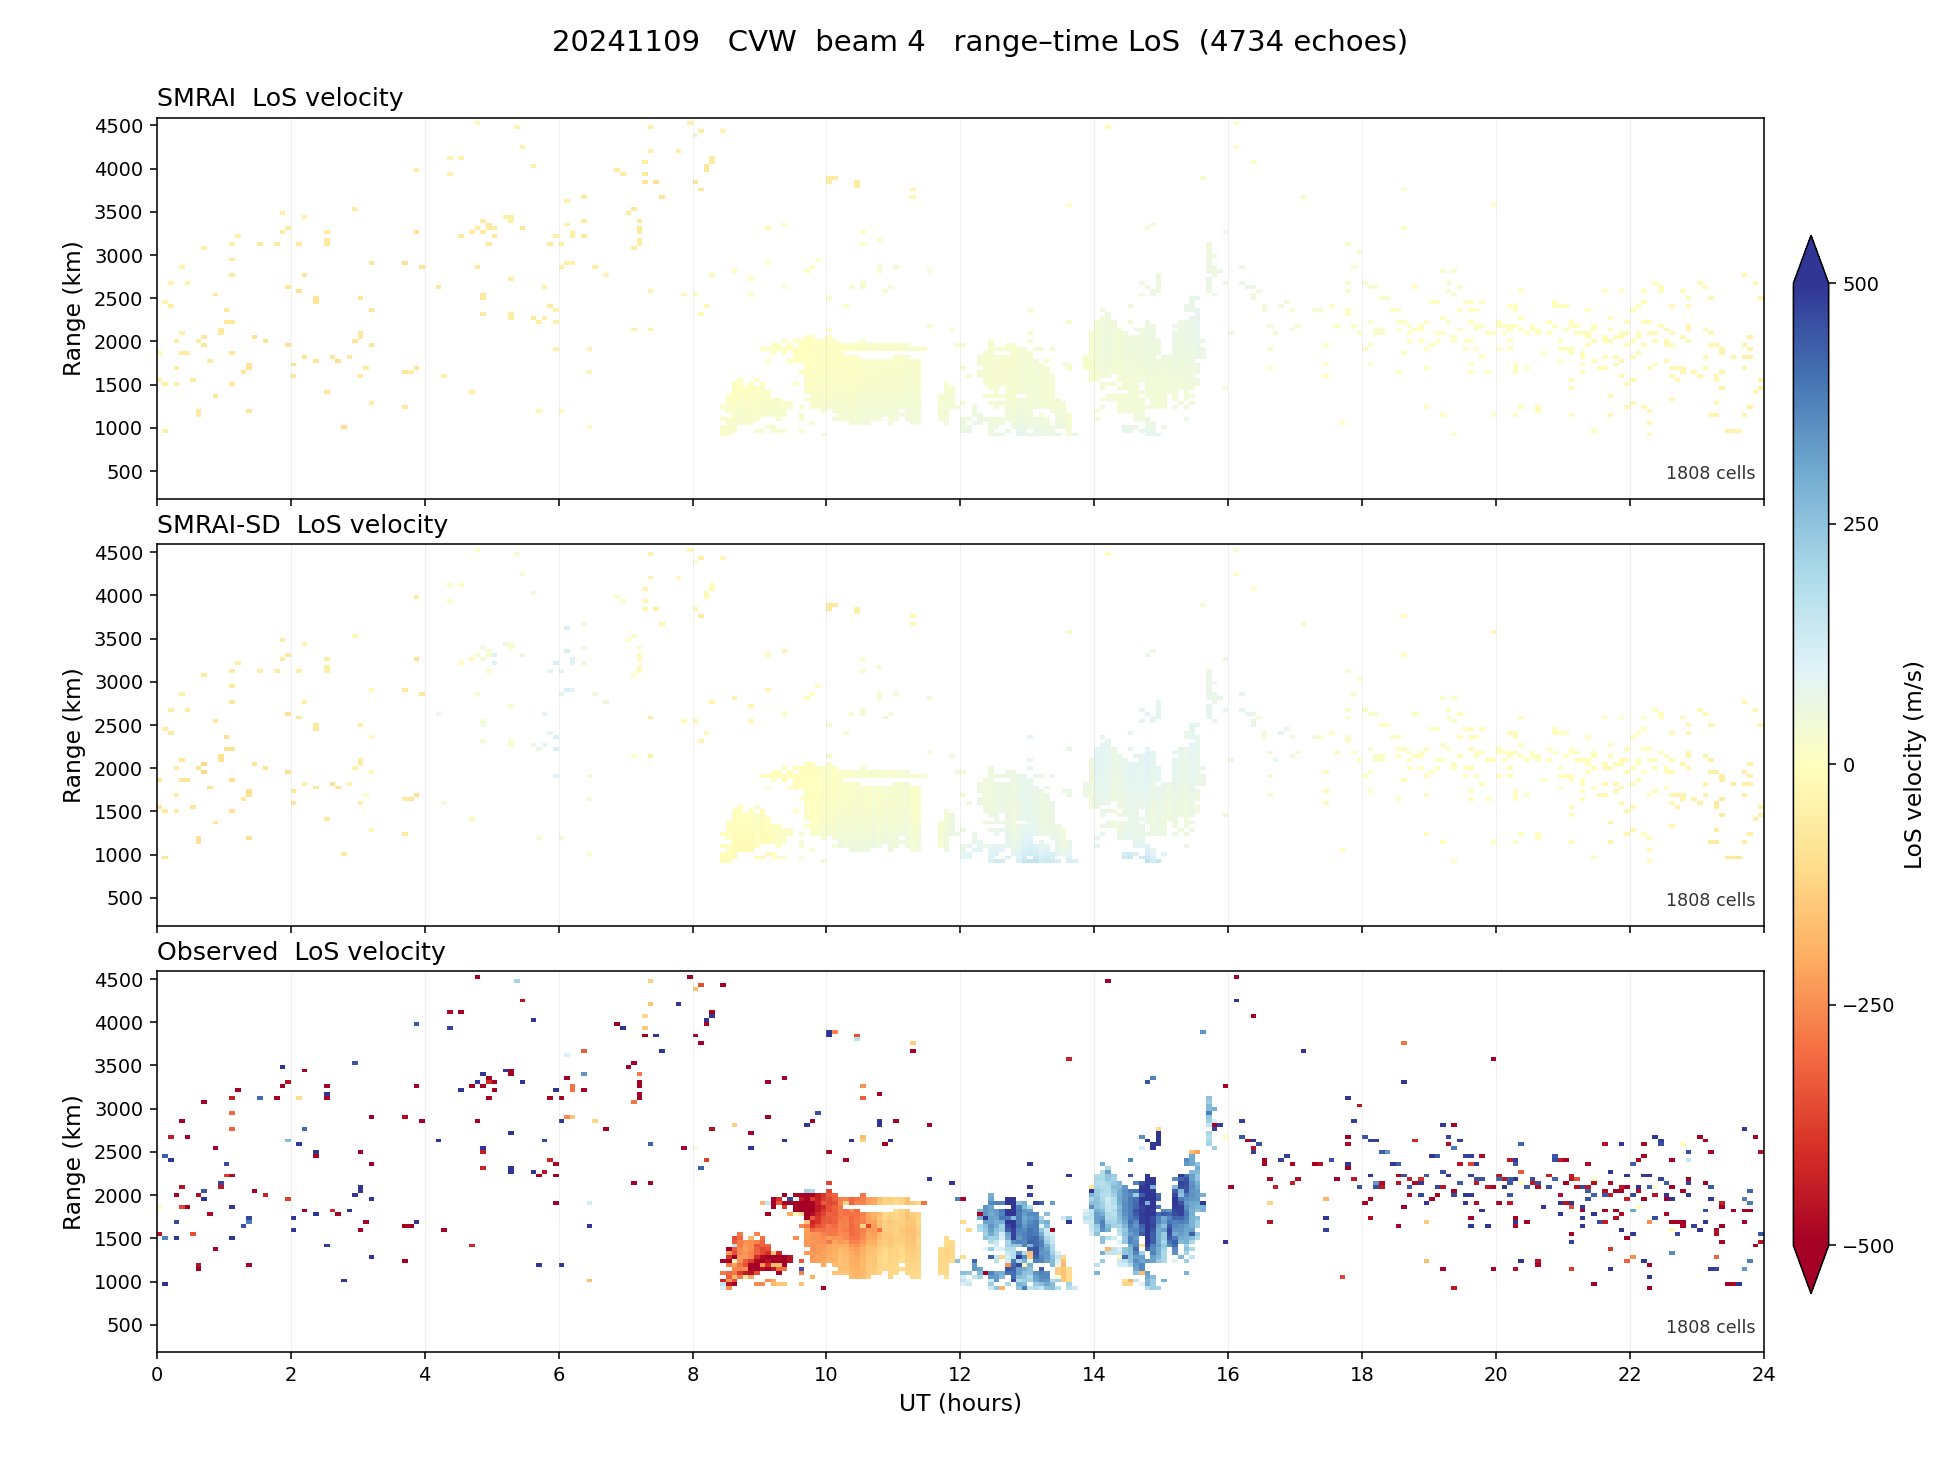 20241109   CVW  beam 4   range–time LoS  (4734 echoes)
SMRAI  LoS velocity
4500
4000
3500
3000
2500
2000
1500
1000
500
Range (km)
1808 cells
SMRAI-SD  LoS velocity
4500
4000
3500
3000
2500
2000
1500
1000
500
Range (km)
1808 cells
Observed  LoS velocity
4500
4000
3500
3000
2500
2000
1500
1000
500
Range (km)
1808 cells
0 2 4 6 8 10 12 14 16 18 20 22 24
UT (hours)
500
250
0
−250
−500
LoS velocity (m/s)